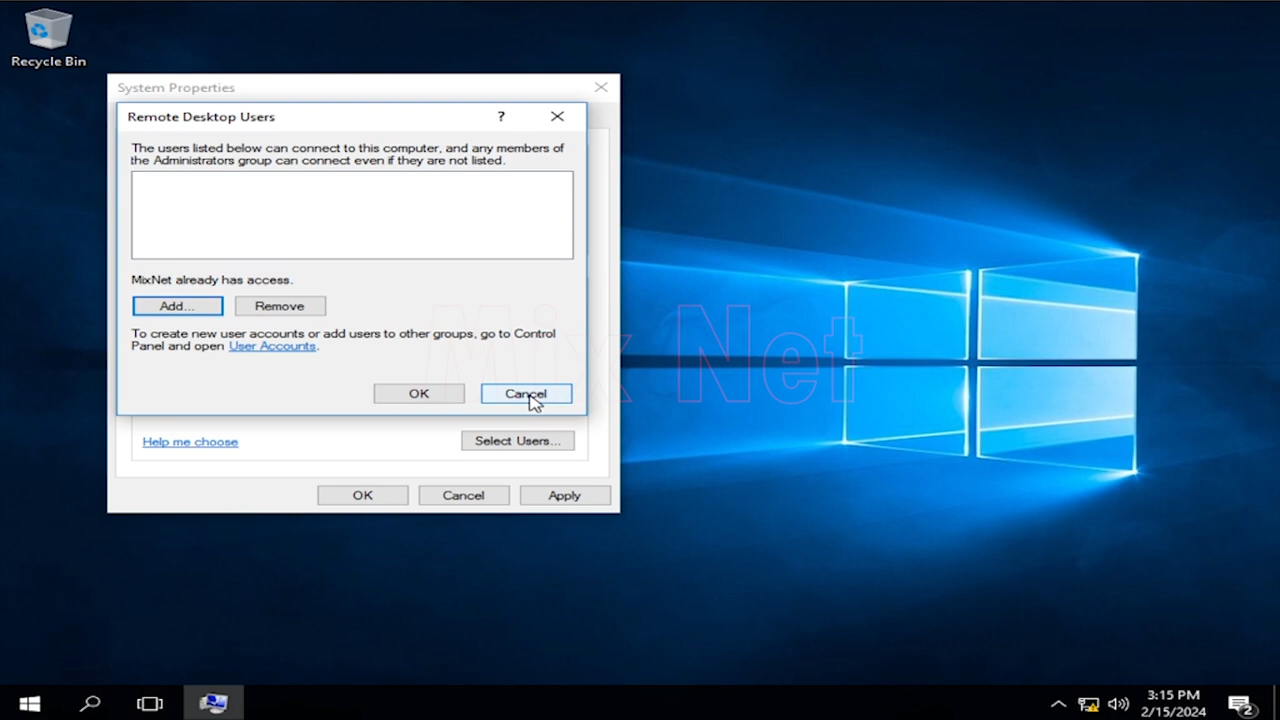 Recycle Bin
System Properties
Remote Desktop Users
?
The users listed below can connect to this computer, and any members of
the Administrators group can connect even if they are not listed.
MixNet already has access.
Add...
Remove
To create new user accounts or add users to other groups, go to Control
Panel and open User Accounts.
OK
Cancel
Mix Net
Help me choose
Select Users...
OK
Cancel
Apply
3:15 PM
2/15/2024
2